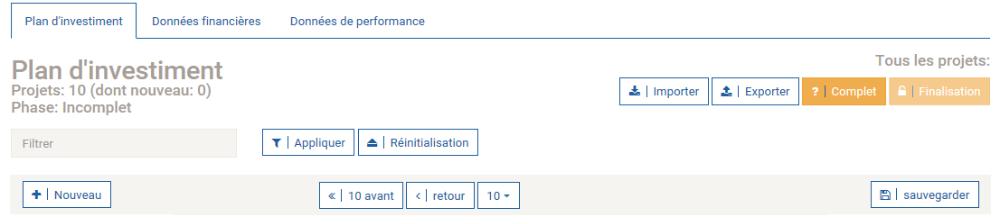 Plan d'investiment Données financières Données de performance
Plan d'investiment
Tous les projets:
Projets: 10 (dont nouveau: 0)
Phase: Incomplet
Importer Exporter ? Complet Finalisation
Filtrer Appliquer Réinitialisation
+ Nouveau « 10 avant < retour 10 sauvegarder